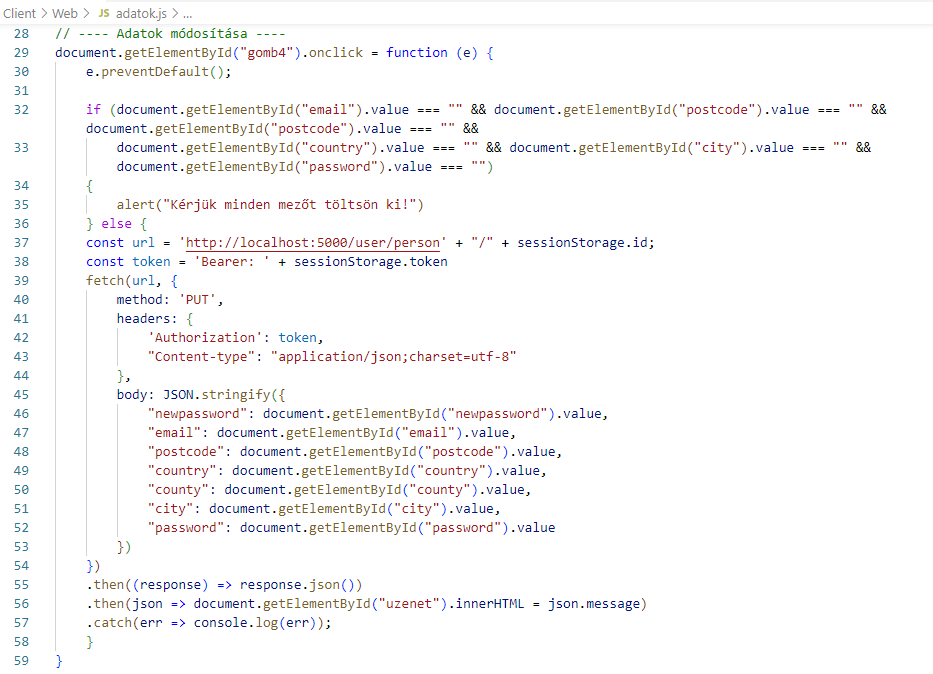 Client > Web > JS adatok.js > ...
28 // ---- Adatok módosítása ----
29 document.getElementById("gomb4").onclick = function (e) {
30     e.preventDefault();
31
32     if (document.getElementById("email").value === "" && document.getElementById("postcode").value === "" &&
    document.getElementById("postcode").value === "" &&
33         document.getElementById("country").value === "" && document.getElementById("city").value === "" &&
        document.getElementById("password").value === "")
34     {
35         alert("Kérjük minden mezőt töltsön ki!")
36     } else {
37     const url = 'http://localhost:5000/user/person' + "/" + sessionStorage.id;
38     const token = 'Bearer: ' + sessionStorage.token
39     fetch(url, {
40         method: 'PUT',
41         headers: {
42             'Authorization': token,
43             "Content-type": "application/json;charset=utf-8"
44         },
45         body: JSON.stringify({
46             "newpassword": document.getElementById("newpassword").value,
47             "email": document.getElementById("email").value,
48             "postcode": document.getElementById("postcode").value,
49             "country": document.getElementById("country").value,
50             "county": document.getElementById("county").value,
51             "city": document.getElementById("city").value,
52             "password": document.getElementById("password").value
53         })
54     })
55     .then((response) => response.json())
56     .then(json => document.getElementById("uzenet").innerHTML = json.message)
57     .catch(err => console.log(err));
58     }
59 }